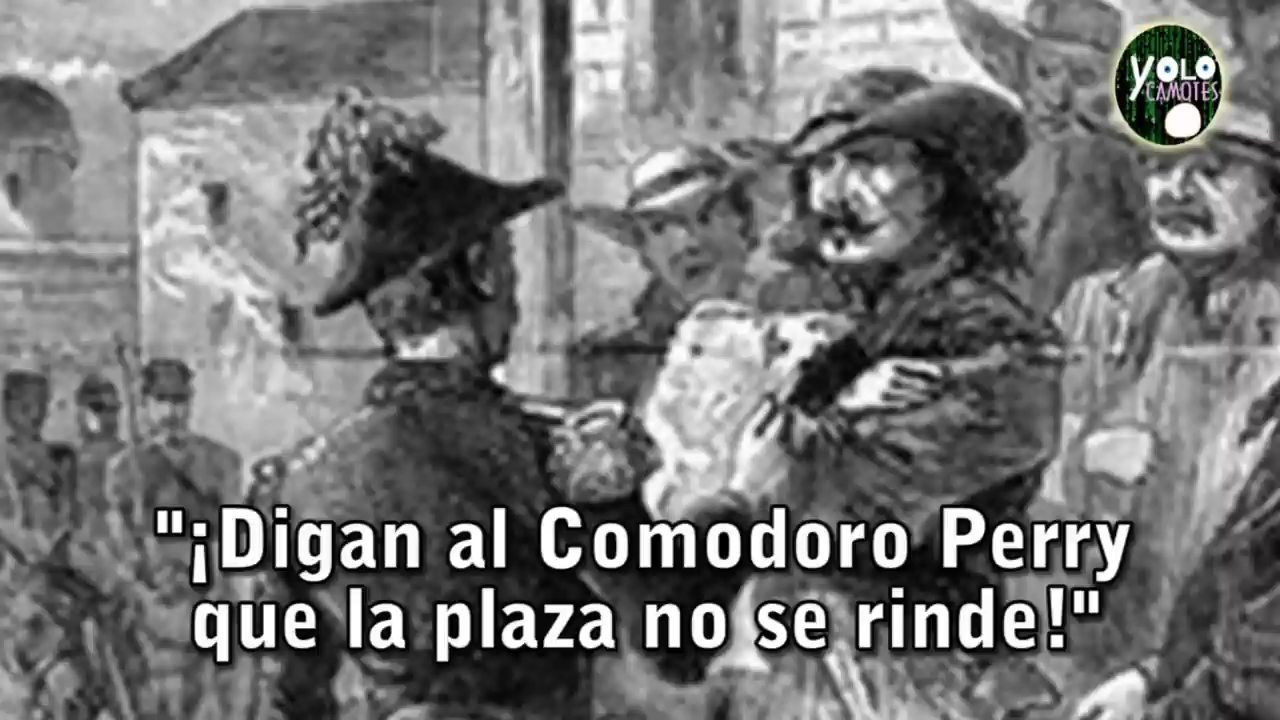 yOLO
CAMOTES
"¡Digan al Comodoro Perry
que la plaza no se rinde!"